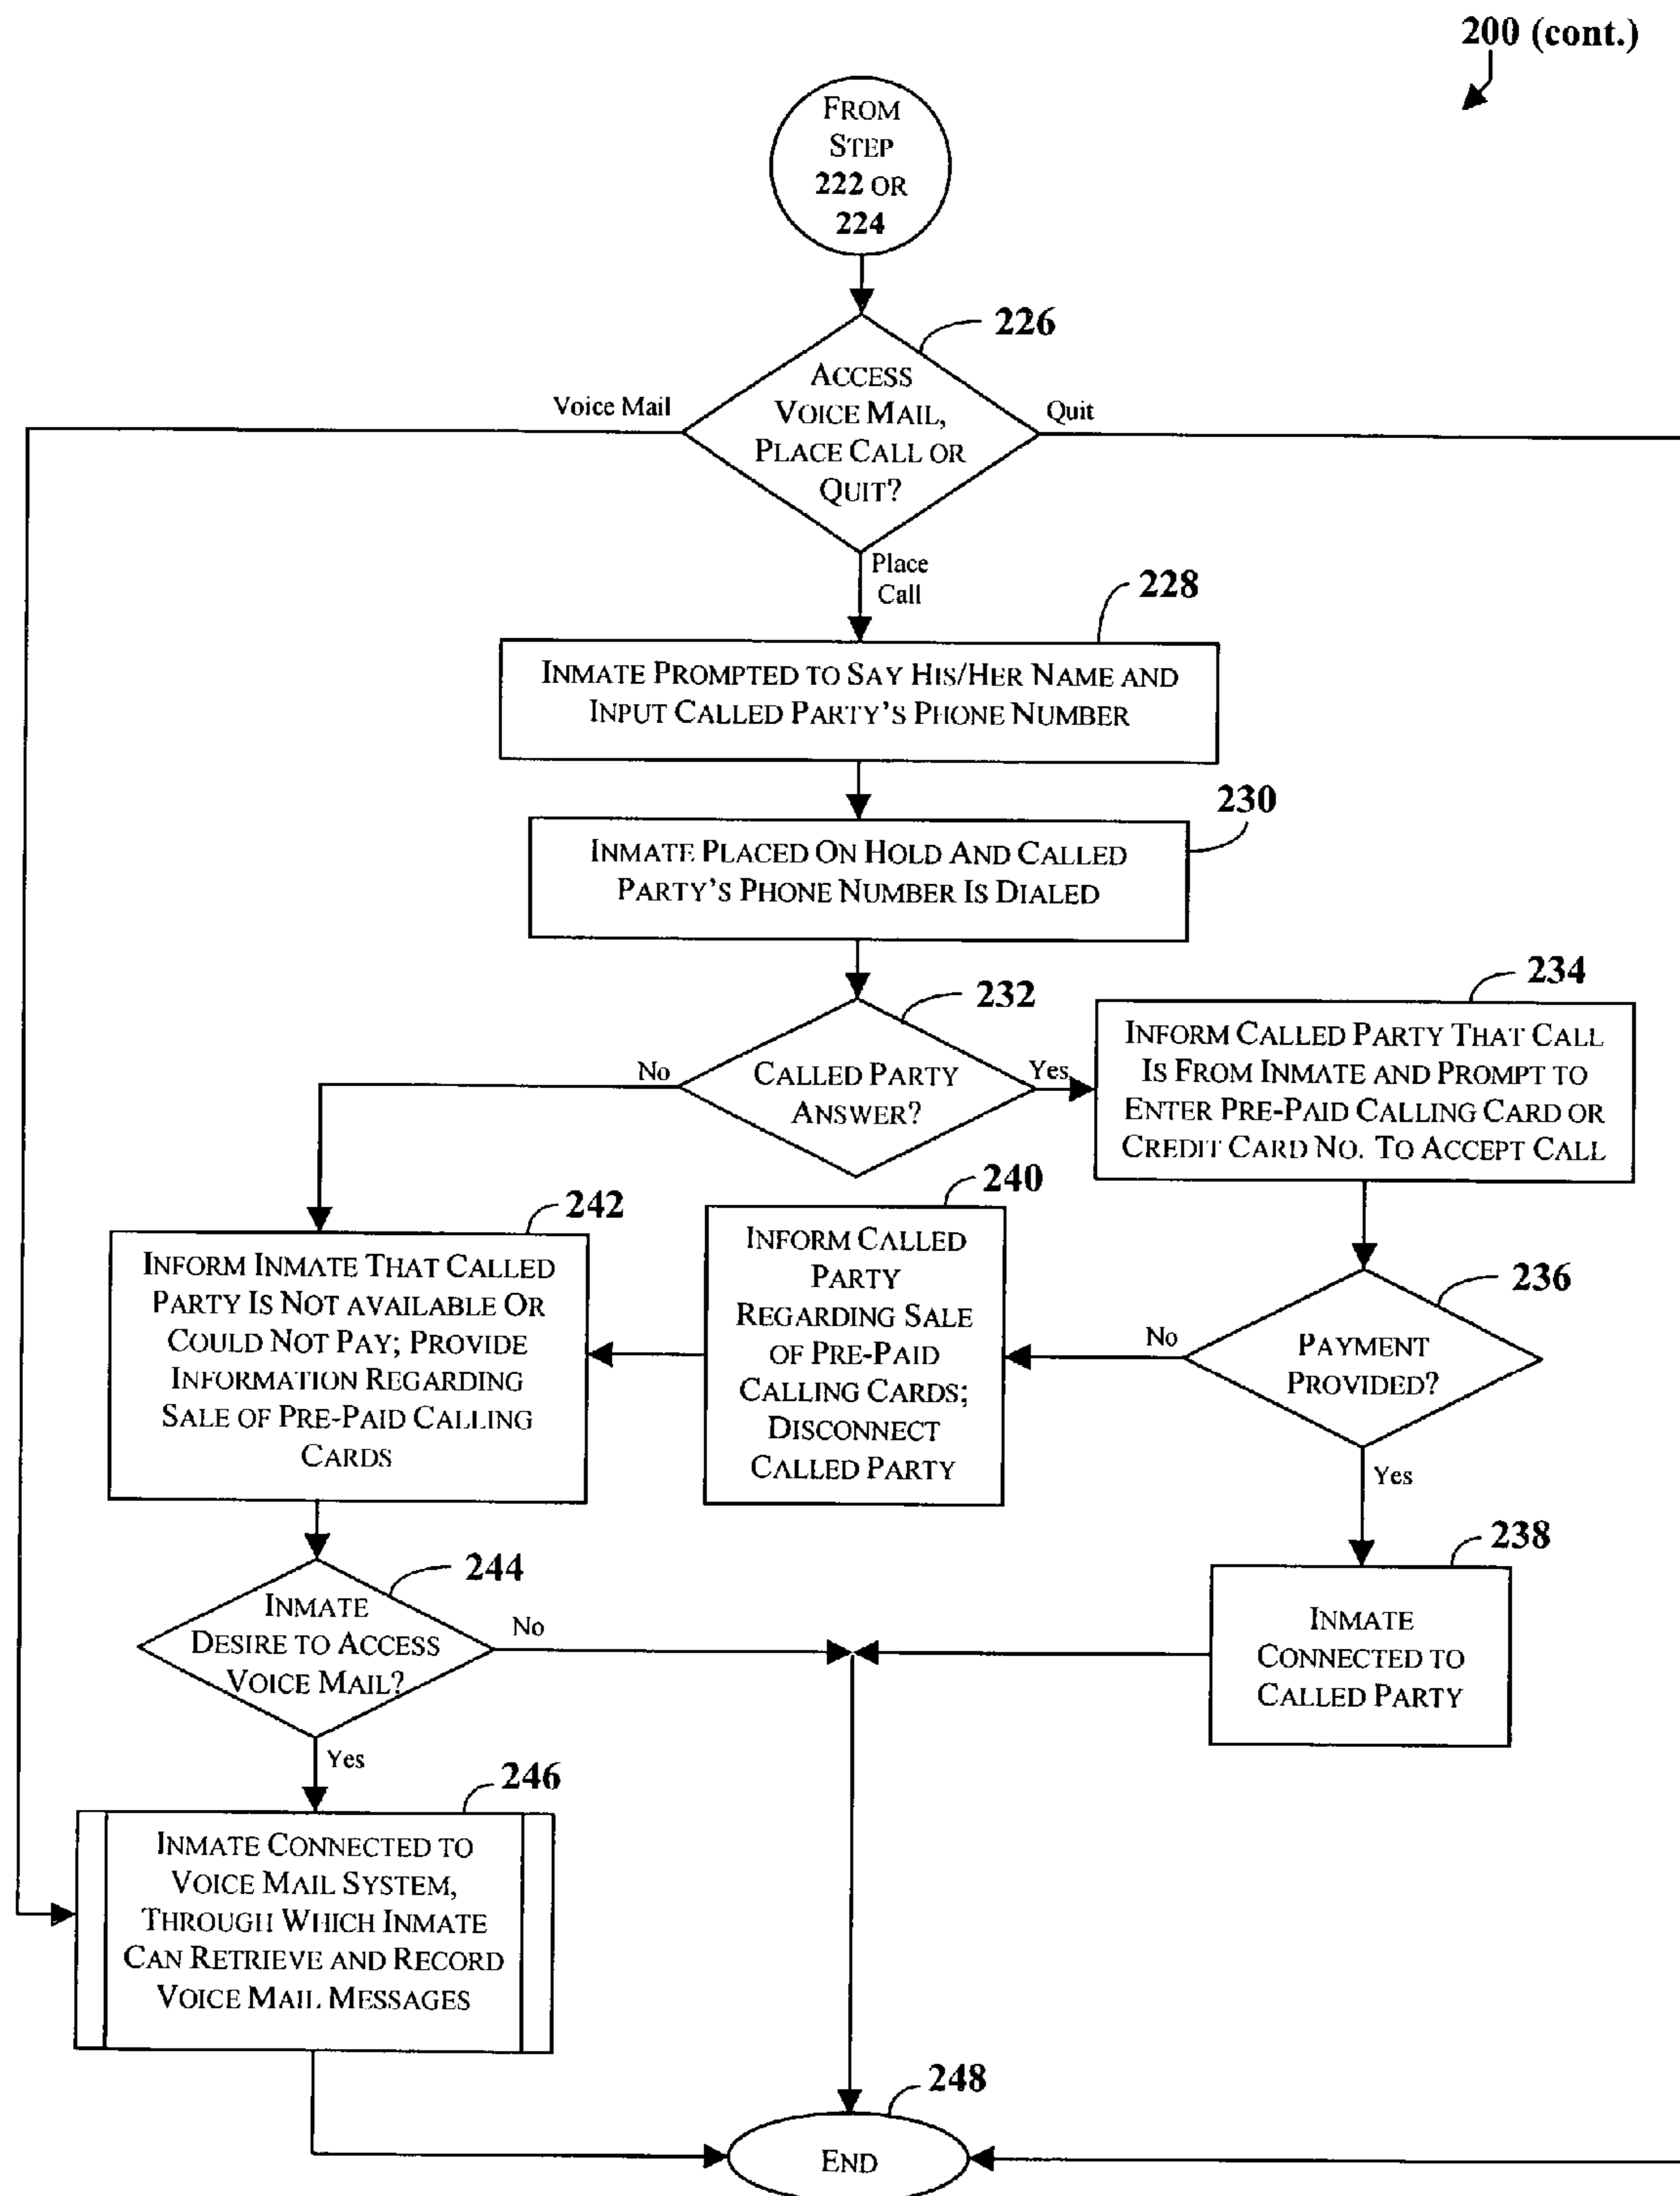 200 (cont.)
FROM
STEP
222 OR
224
226
ACCESS
VOICE MAIL,
PLACE CALL OR
QUIT?
Voice Mail
Quit
Place
Call
228
INMATE PROMPTED TO SAY HIS/HER NAME AND
INPUT CALLED PARTY'S PHONE NUMBER
230
INMATE PLACED ON HOLD AND CALLED
PARTY'S PHONE NUMBER IS DIALED
232
CALLED PARTY
ANSWER?
No
Yes
234
INFORM CALLED PARTY THAT CALL
IS FROM INMATE AND PROMPT TO
ENTER PRE-PAID CALLING CARD OR
CREDIT CARD NO. TO ACCEPT CALL
236
PAYMENT
PROVIDED?
No
Yes
240
INFORM CALLED
PARTY
REGARDING SALE
OF PRE-PAID
CALLING CARDS;
DISCONNECT
CALLED PARTY
242
INFORM INMATE THAT CALLED
PARTY IS NOT AVAILABLE OR
COULD NOT PAY; PROVIDE
INFORMATION REGARDING
SALE OF PRE-PAID CALLING
CARDS
238
INMATE
CONNECTED TO
CALLED PARTY
244
INMATE
DESIRE TO ACCESS
VOICE MAIL?
No
Yes
246
INMATE CONNECTED TO
VOICE MAIL SYSTEM,
THROUGH WHICH INMATE
CAN RETRIEVE AND RECORD
VOICE MAIL MESSAGES
248
END